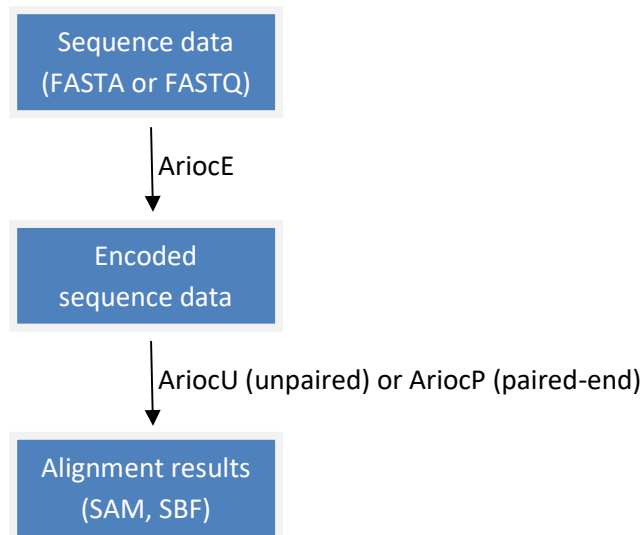 Sequence data
(FASTA or FASTQ)
AriocE
Encoded
sequence data
AriocU (unpaired) or AriocP (paired-end)
Alignment results
(SAM, SBF)